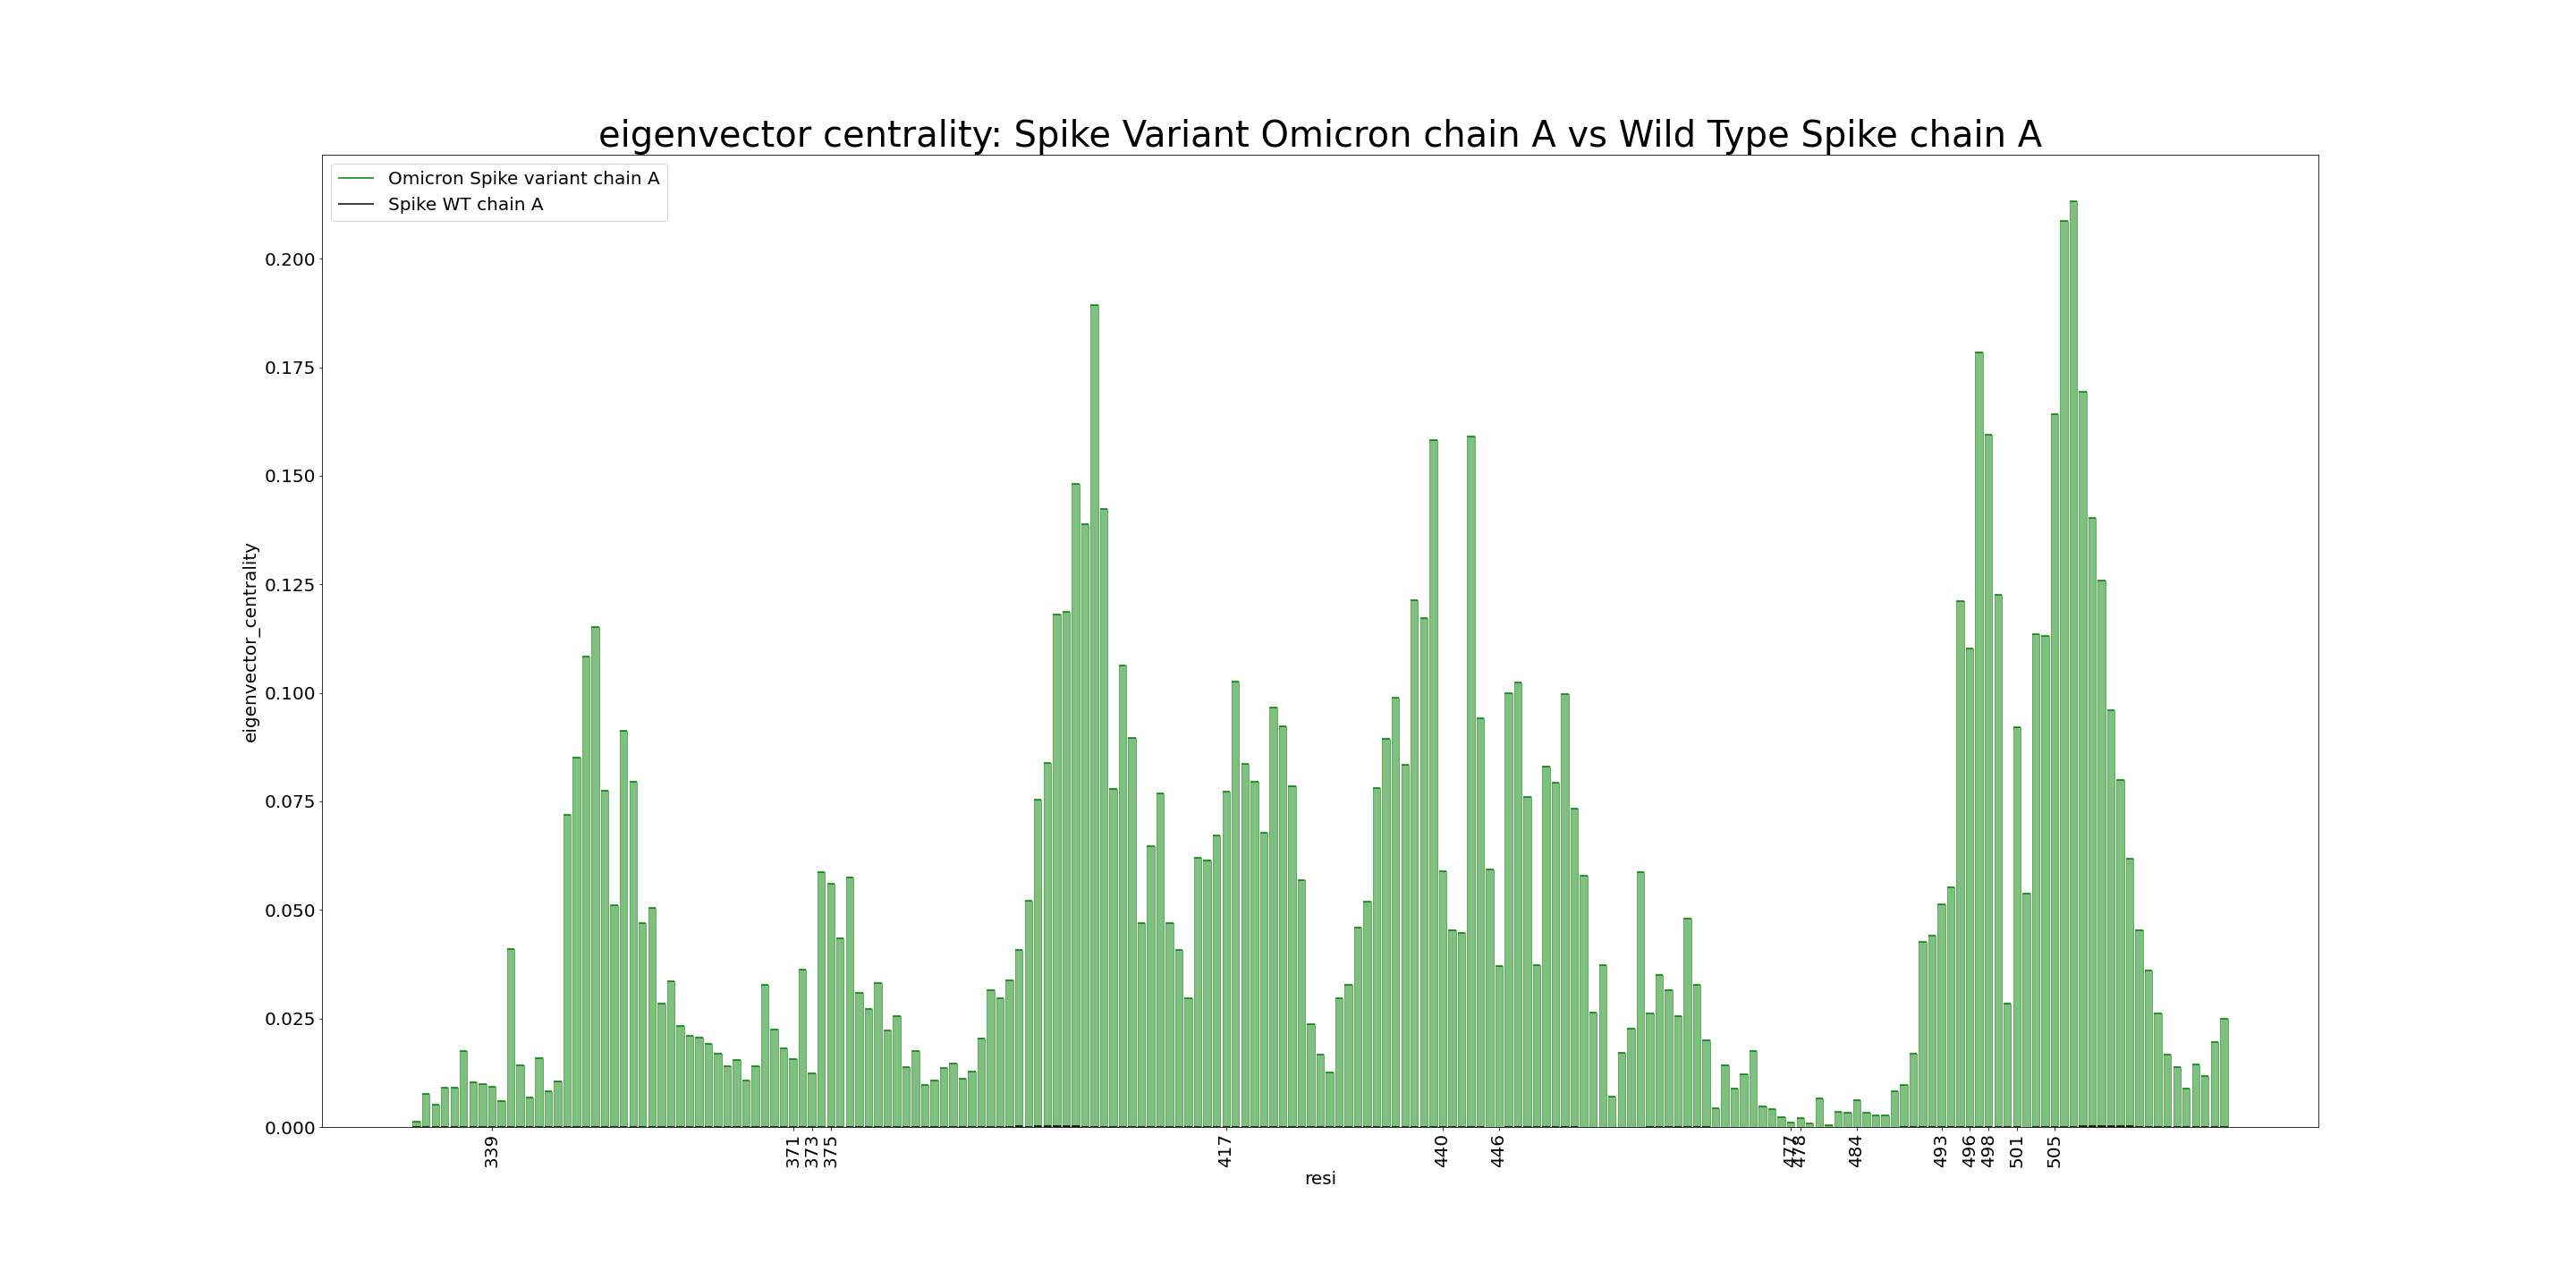 eigenvector centrality: Spike Variant Omicron chain A vs Wild Type Spike chain A
Omicron Spike variant chain A
Spike WT chain A
0.200
0.175
0.150
0.125
0.100
0.075
0.050
0.025
0.000
eigenvector_centrality
339 371 373 375 417 440 446 477 478 484 493 496 498 501 505
resi